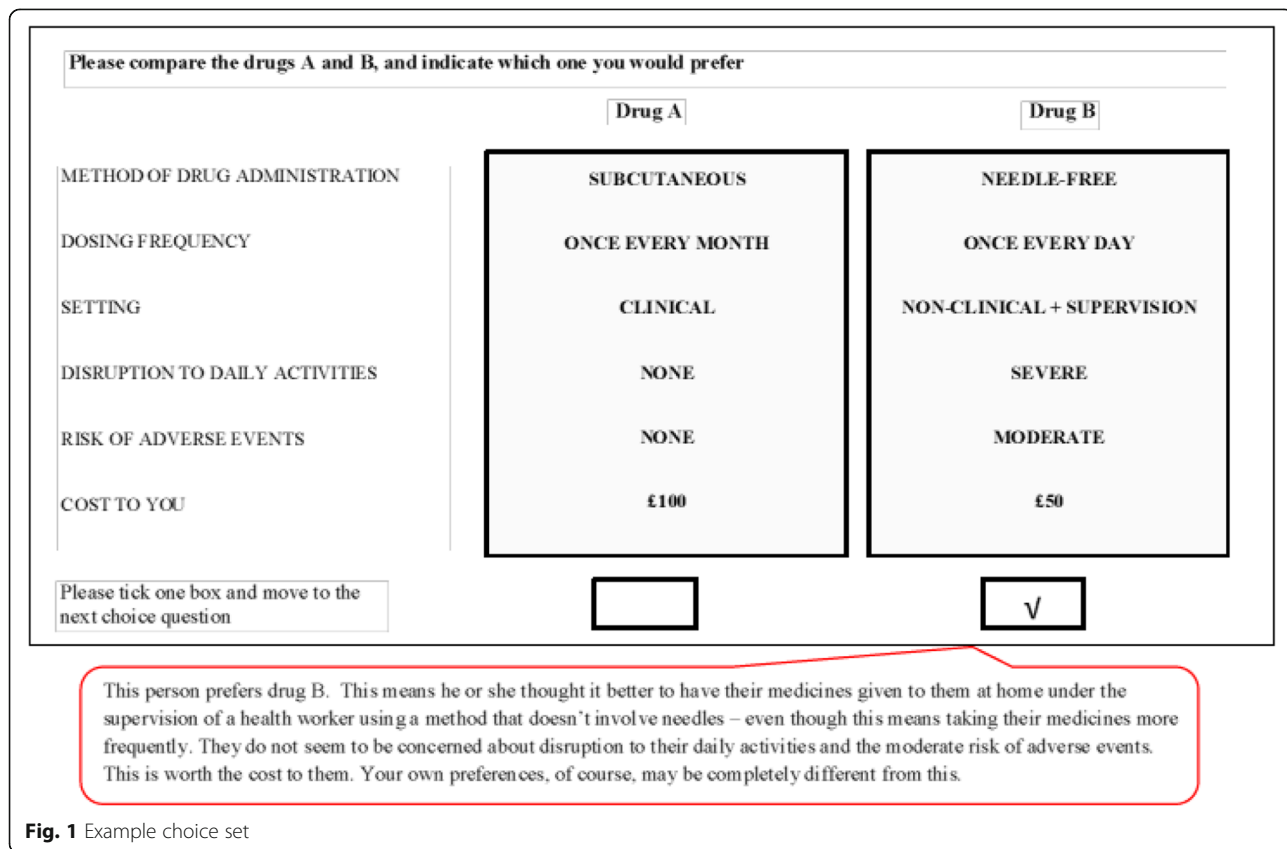 Please compare the drugs A and B, and indicate which one you would prefer
Drug A Drug B
METHOD OF DRUG ADMINISTRATION SUBCUTANEOUS NEEDLE-FREE
DOSING FREQUENCY ONCE EVERY MONTH ONCE EVERY DAY
SETTING CLINICAL NON-CLINICAL + SUPERVISION
DISRUPTION TO DAILY ACTIVITIES NONE SEVERE
RISK OF ADVERSE EVENTS NONE MODERATE
COST TO YOU £100 £50
Please tick one box and move to the
next choice question √
This person prefers drug B.  This means he or she thought it better to have their medicines given to them at home under the
supervision of a health worker using a method that doesn't involve needles – even though this means taking their medicines more
frequently. They do not seem to be concerned about disruption to their daily activities and the moderate risk of adverse events.
This is worth the cost to them. Your own preferences, of course, may be completely different from this.
Fig. 1 Example choice set